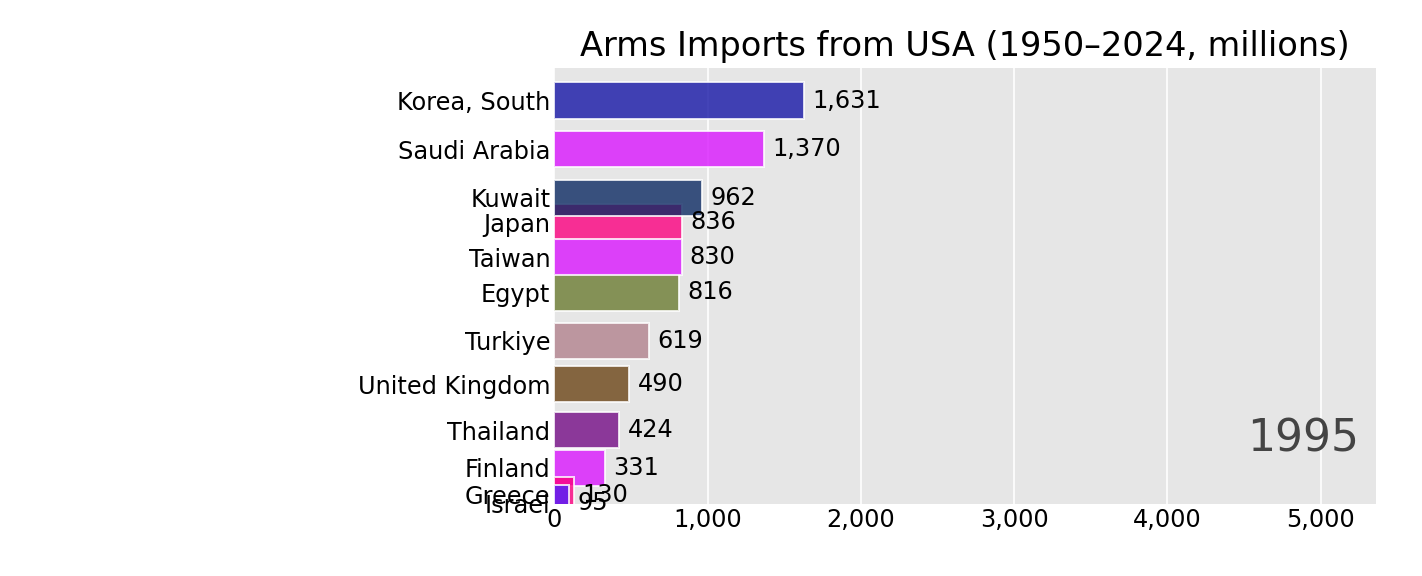 Arms Imports from USA (1950–2024, millions)
Korea, South 1,631
Saudi Arabia 1,370
Kuwait 962
Japan 836
Taiwan 830
Egypt 816
Turkiye 619
United Kingdom 490
Thailand 424
1995
Finland 331
Greece 130
Israel 95
0 1,000 2,000 3,000 4,000 5,000